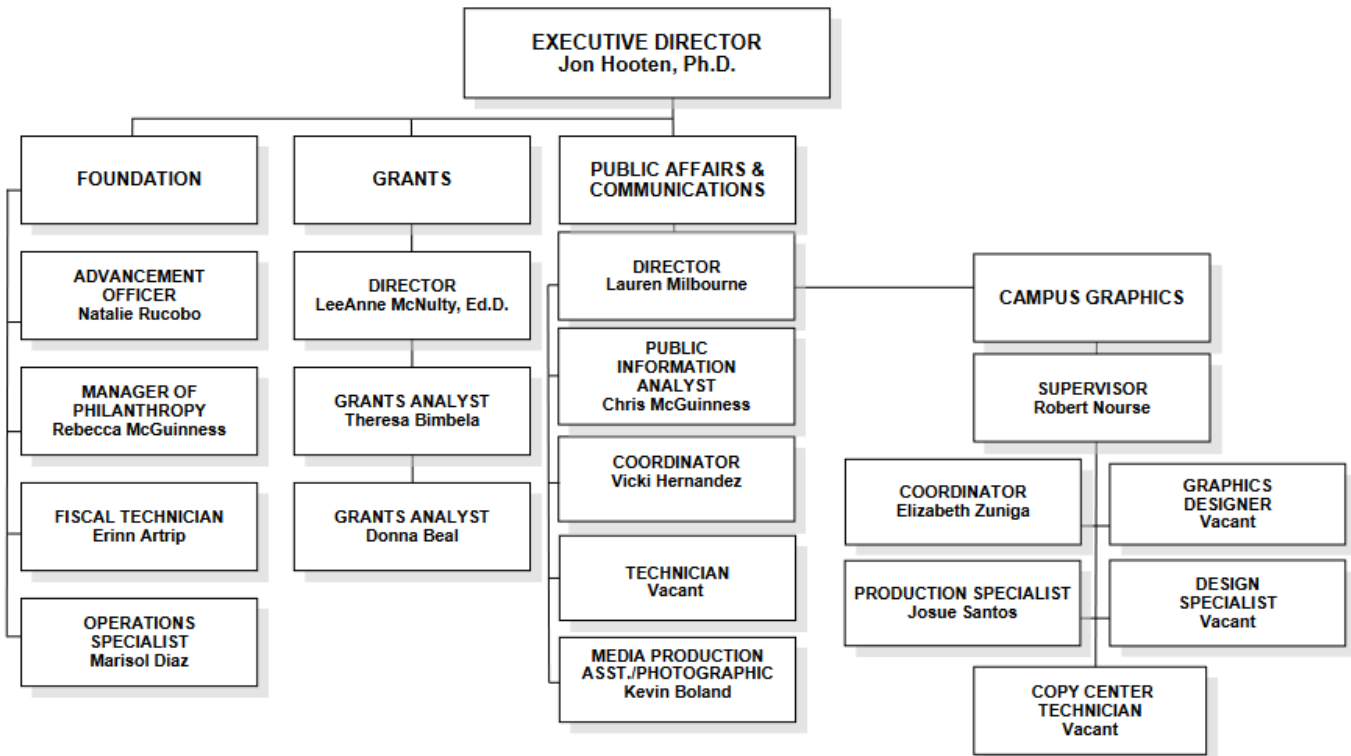 EXECUTIVE DIRECTOR
Jon Hooten, Ph.D.
FOUNDATION
GRANTS
PUBLIC AFFAIRS &
COMMUNICATIONS
ADVANCEMENT
OFFICER
Natalie Rucobo
MANAGER OF
PHILANTHROPY
Rebecca McGuinness
FISCAL TECHNICIAN
Erinn Artrip
OPERATIONS
SPECIALIST
Marisol Diaz
DIRECTOR
LeeAnne McNulty, Ed.D.
GRANTS ANALYST
Theresa Bimbela
GRANTS ANALYST
Donna Beal
DIRECTOR
Lauren Milbourne
PUBLIC
INFORMATION
ANALYST
Chris McGuinness
COORDINATOR
Vicki Hernandez
TECHNICIAN
Vacant
MEDIA PRODUCTION
ASST./PHOTOGRAPHIC
Kevin Boland
CAMPUS GRAPHICS
SUPERVISOR
Robert Nourse
COORDINATOR
Elizabeth Zuniga
GRAPHICS
DESIGNER
Vacant
PRODUCTION SPECIALIST
Josue Santos
DESIGN
SPECIALIST
Vacant
COPY CENTER
TECHNICIAN
Vacant